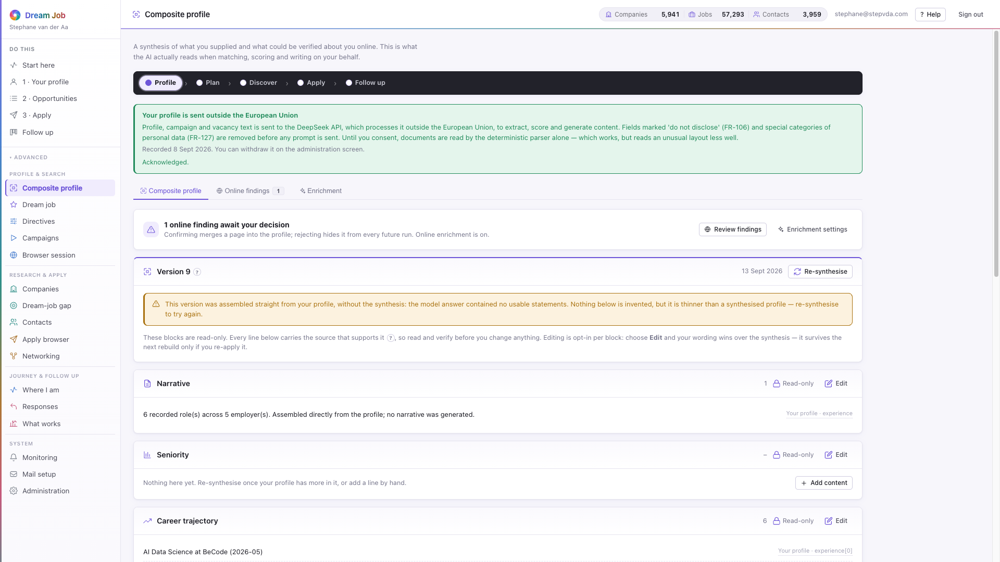 Dream Job
Stephane van der Aa
DO THIS
Start here
1 · Your profile
2 · Opportunities
3 · Apply
Follow up
ADVANCED
PROFILE & SEARCH
Composite profile
Dream job
Directives
Campaigns
Browser session
RESEARCH & APPLY
Companies
Dream-job gap
Contacts
Apply browser
Networking
JOURNEY & FOLLOW UP
Where I am
Responses
What works
SYSTEM
Monitoring
Mail setup
Administration
Composite profile
Companies 5,941 Jobs 57,293 Contacts 3,959
stephane@stepvda.com
? Help
Sign out
A synthesis of what you supplied and what could be verified about you online. This is what
the AI actually reads when matching, scoring and writing on your behalf.
Profile › Plan › Discover › Apply › Follow up
Your profile is sent outside the European Union
Profile, campaign and vacancy text is sent to the DeepSeek API, which processes it outside the European Union, to extract, score and generate content. Fields marked 'do not disclose' (FR-106) and special categories of
personal data (FR-127) are removed before any prompt is sent. Until you consent, documents are read by the deterministic parser alone — which works, but reads an unusual layout less well.
Recorded 8 Sept 2026. You can withdraw it on the administration screen.
Acknowledged.
Composite profile
Online findings 1
Enrichment
1 online finding await your decision
Confirming merges a page into the profile; rejecting hides it from every future run. Online enrichment is on.
Review findings
Enrichment settings
Version 9 ?
13 Sept 2026
Re-synthesise
This version was assembled straight from your profile, without the synthesis: the model answer contained no usable statements. Nothing below is invented, but it is thinner than a synthesised profile — re-synthesise
to try again.
These blocks are read-only. Every line below carries the source that supports it ?, so read and verify before you change anything. Editing is opt-in per block: choose Edit and your wording wins over the synthesis — it survives the
next rebuild only if you re-apply it.
Narrative
1 Read-only Edit
6 recorded role(s) across 5 employer(s). Assembled directly from the profile; no narrative was generated.
Your profile · experience
Seniority
– Read-only Edit
Nothing here yet. Re-synthesise once your profile has more in it, or add a line by hand.
+ Add content
Career trajectory
6 Read-only Edit
AI Data Science at BeCode (2026-05)
Your profile · experience[0]